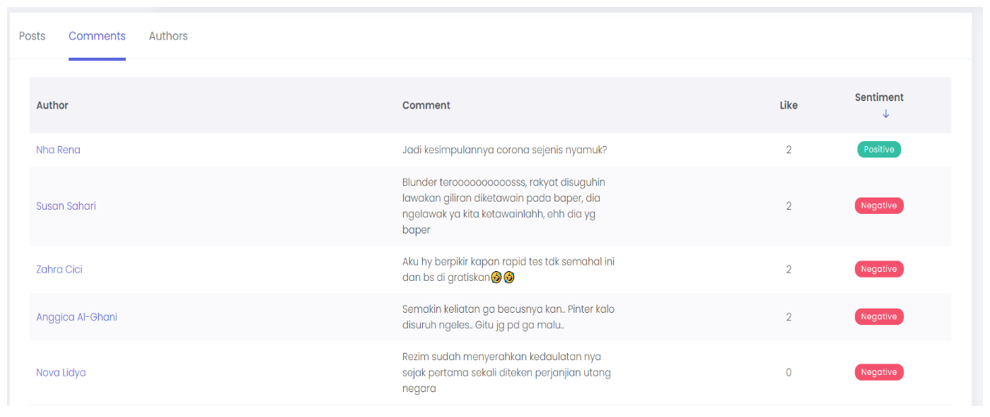 Posts Comments Authors
Author Comment Like Sentiment
↓
Nha Rena Jadi kesimpulannya corona sejenis nyamuk? 2 Positive
Blunder teroooooooooosss, rakyat disuguhin
lawakan giliran diketawain pada baper, dia
Susan Sahari ngelawak ya kita ketawainlahh, ehh dia yg 2 Negative
baper
Zahra Cici Aku hy berpikir kapan rapid tes tdk semahal ini 2 Negative
dan bs di gratiskan🤣🤣
Anggica Al-Ghani Semakin keliatan ga becusnya kan.. Pinter kalo 2 Negative
disuruh ngeles.. Gitu jg pd ga malu..
Rezim sudah menyerahkan kedaulatan nya
Nova Lidya sejak pertama sekali diteken perjanjian utang 0 Negative
negara